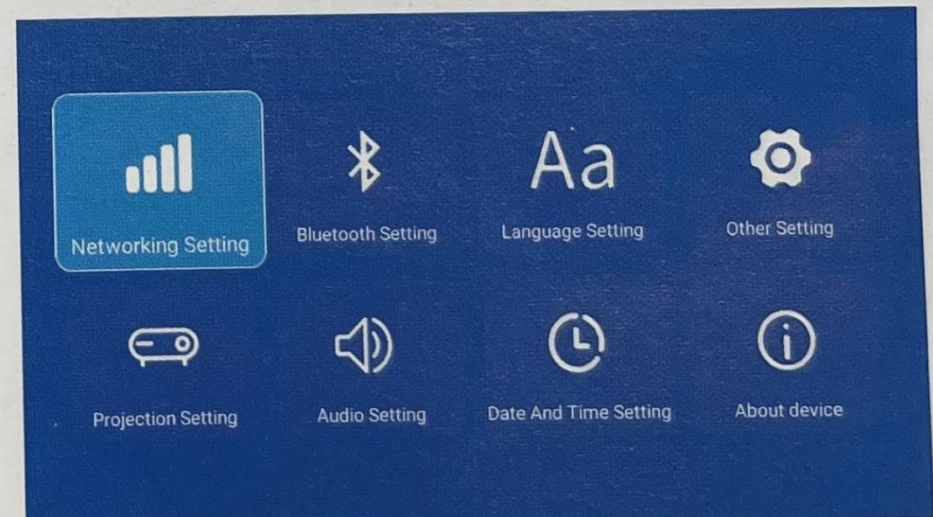 Networking Setting
Bluetooth Setting
Aa
Language Setting
Other Setting
Projection Setting
Audio Setting
Date And Time Setting
About device